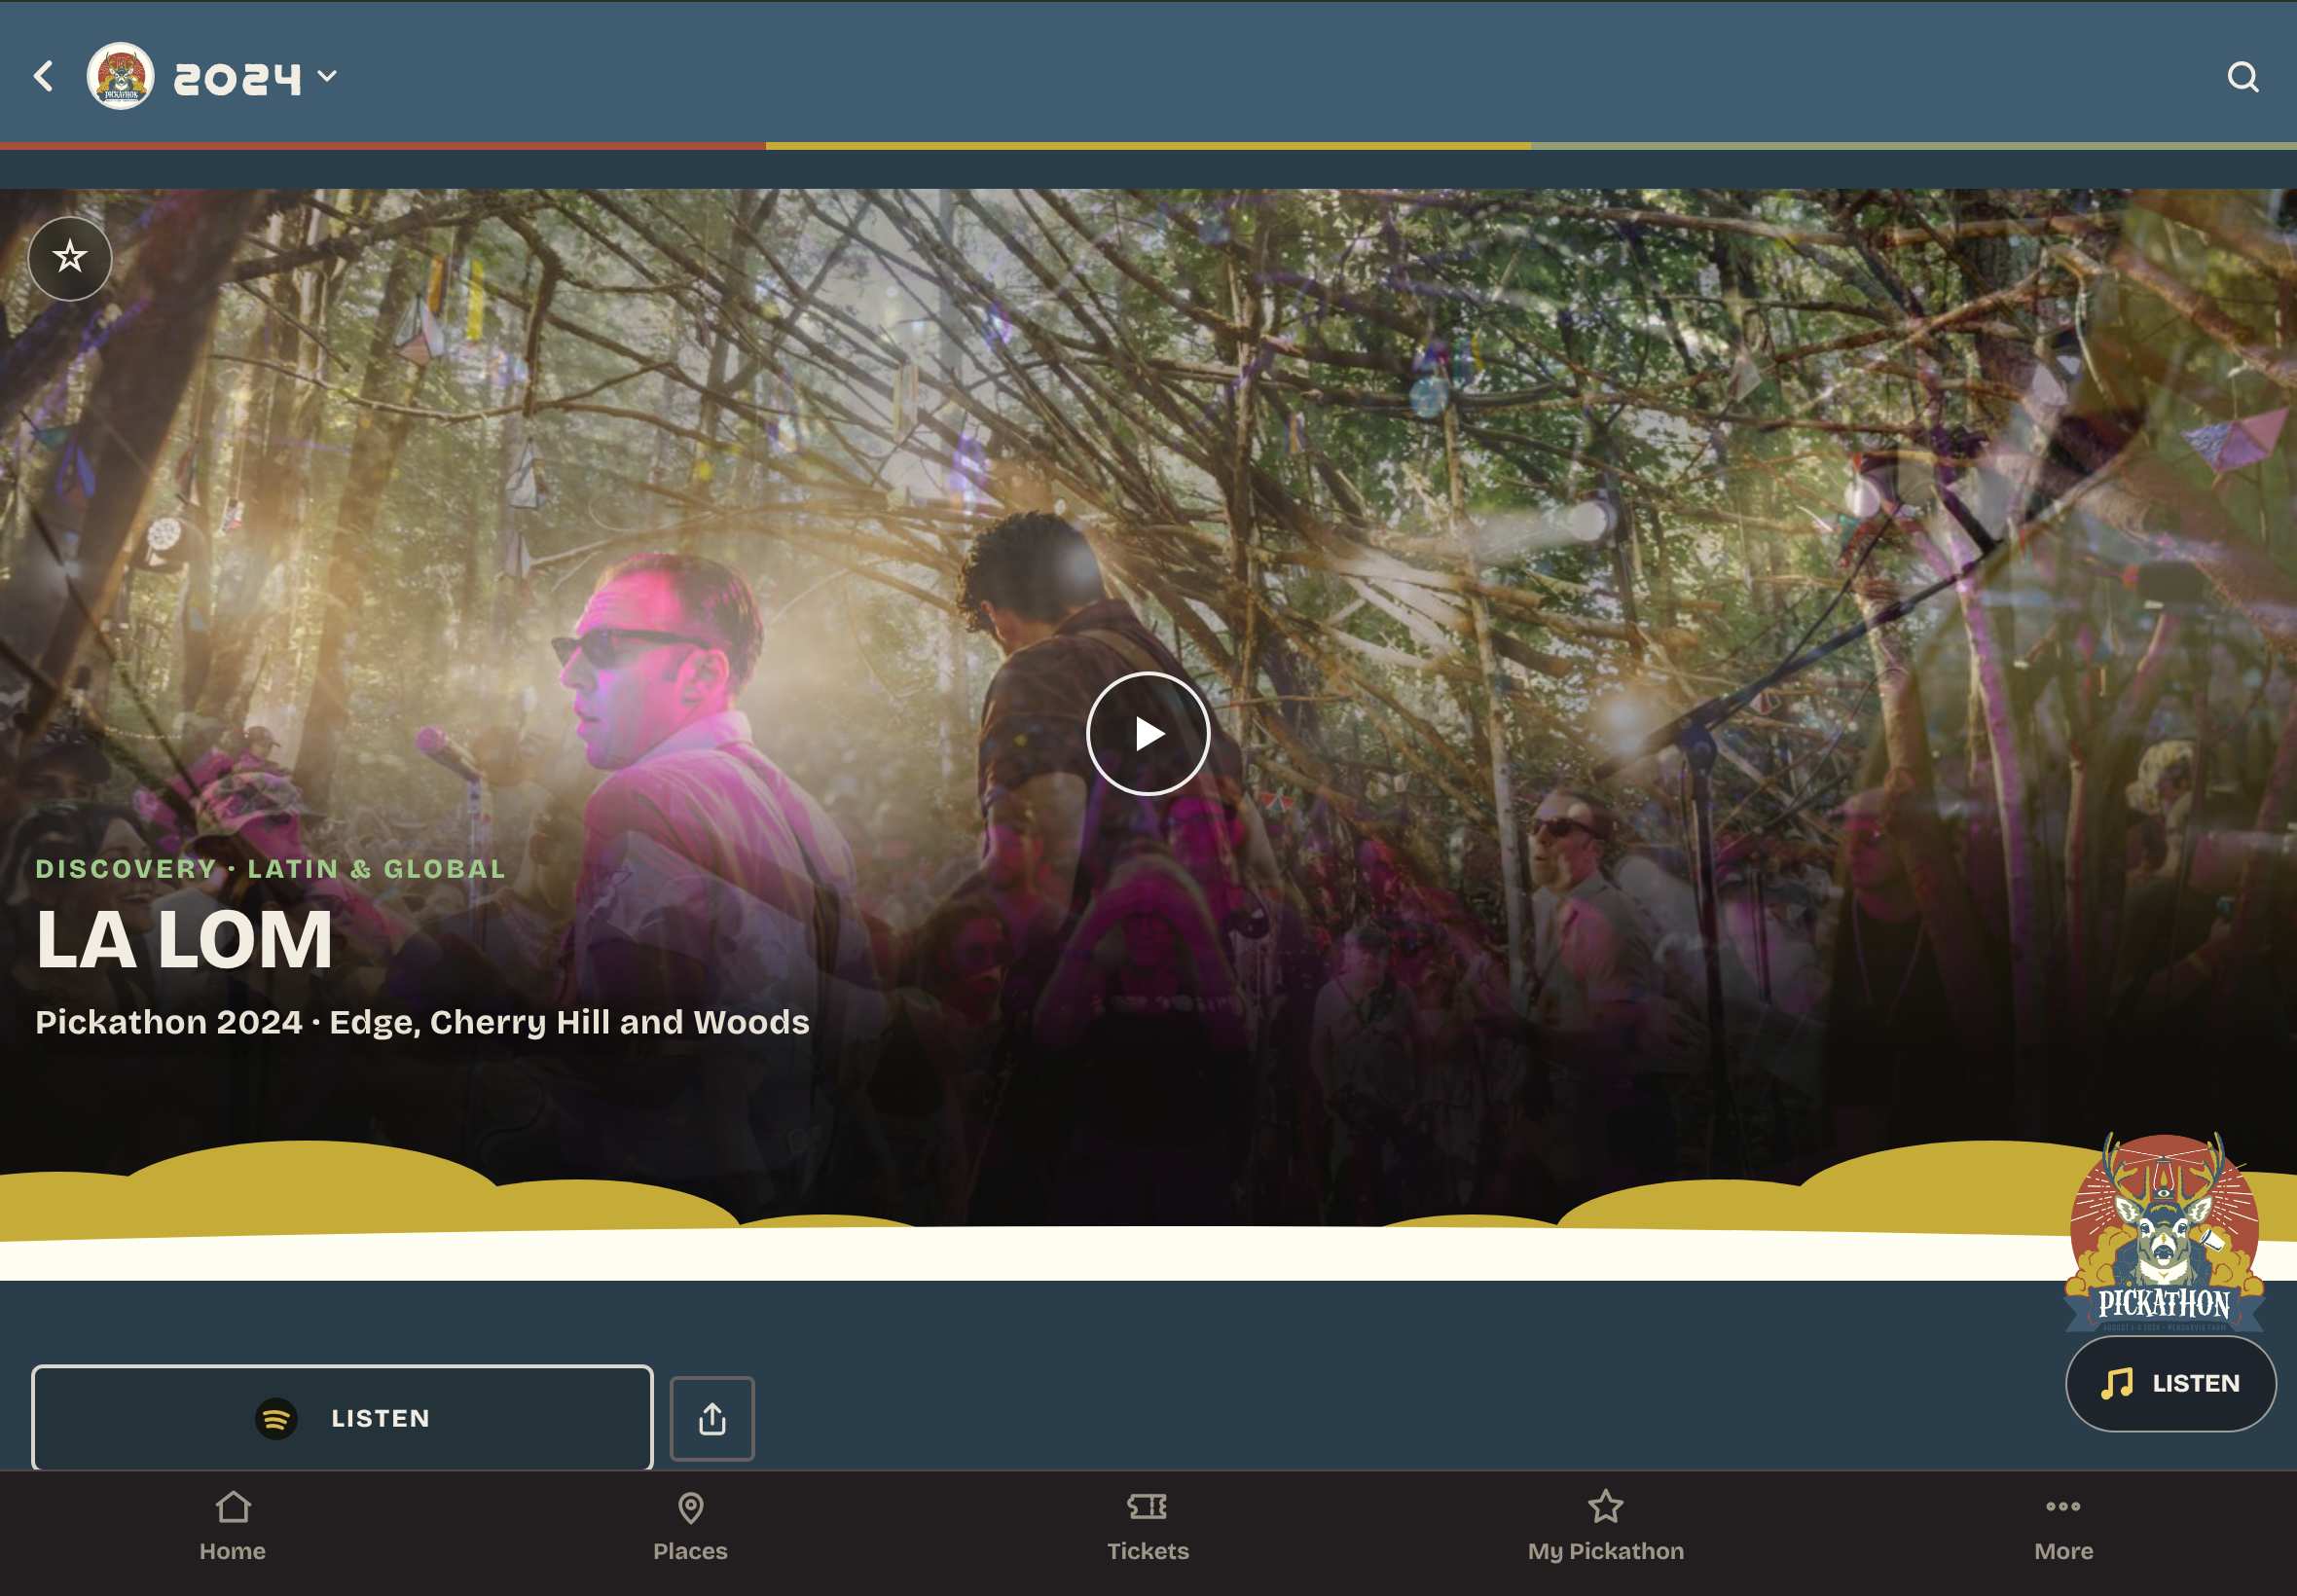 2024
DISCOVERY · LATIN & GLOBAL
LA LOM
Pickathon 2024 · Edge, Cherry Hill and Woods
PICKATHON
LISTEN
LISTEN
Home
Places
Tickets
My Pickathon
More